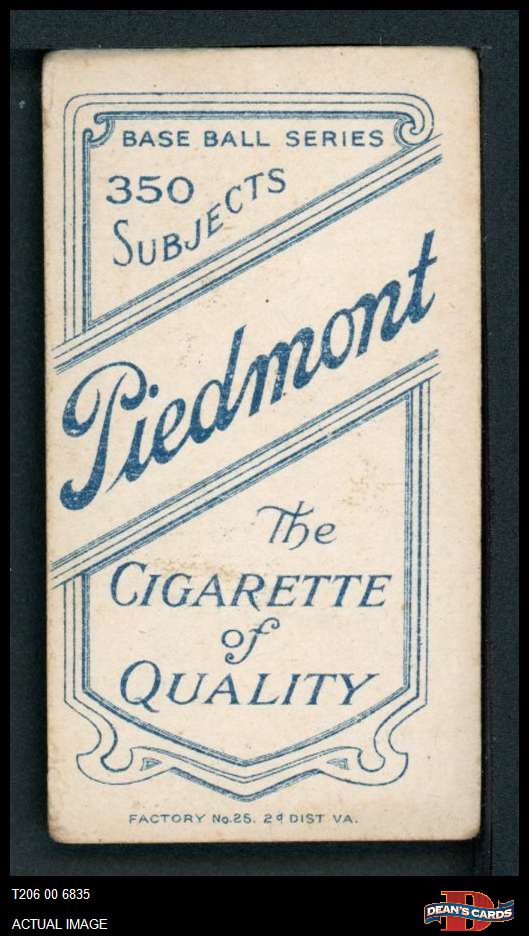 BASE BALL SERIES
350
SUBJECTS
Piedmont
The
CIGARETTE
of
QUALITY
FACTORY No.25. 2d DIST VA.
T206 00 6835
ACTUAL IMAGE
D
DEAN'S CARDS